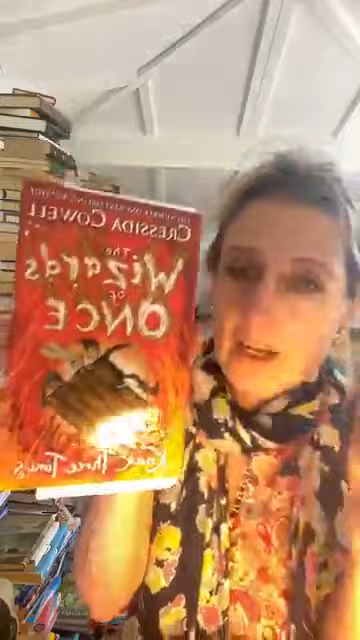 CRESSIDA COWELL
The
Wizards
OF
ONCE
Knock Three Times